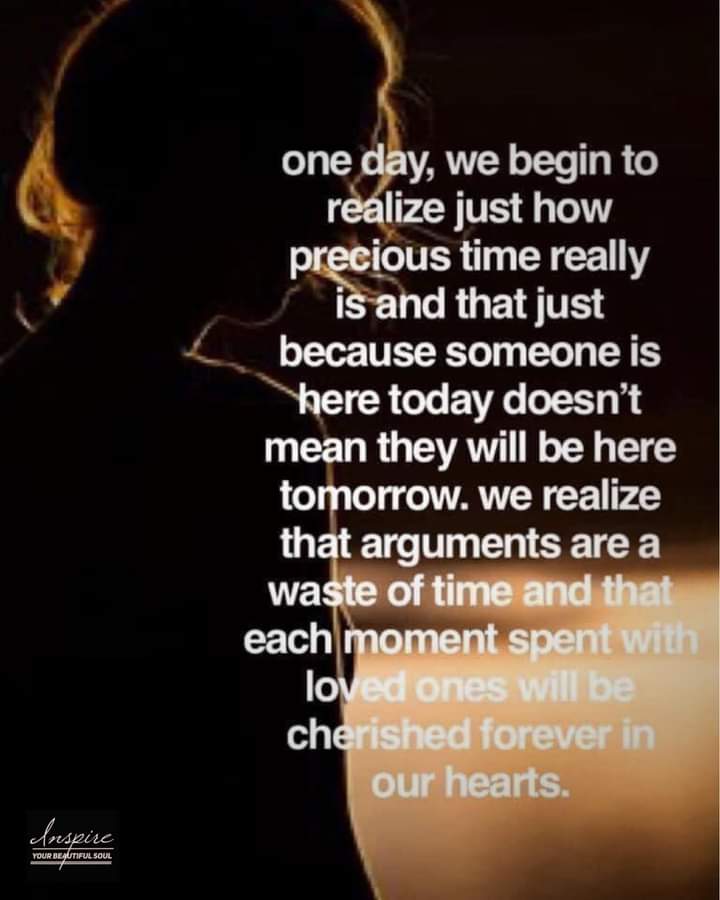 one day, we begin to
realize just how
precious time really
is and that just
because someone is
here today doesn’t
mean they will be here
tomorrow. we realize
that arguments are a
waste of time and that
each moment spent with
loved ones will be
cherished forever in
our hearts.
Inspire
YOUR BEAUTIFUL SOUL